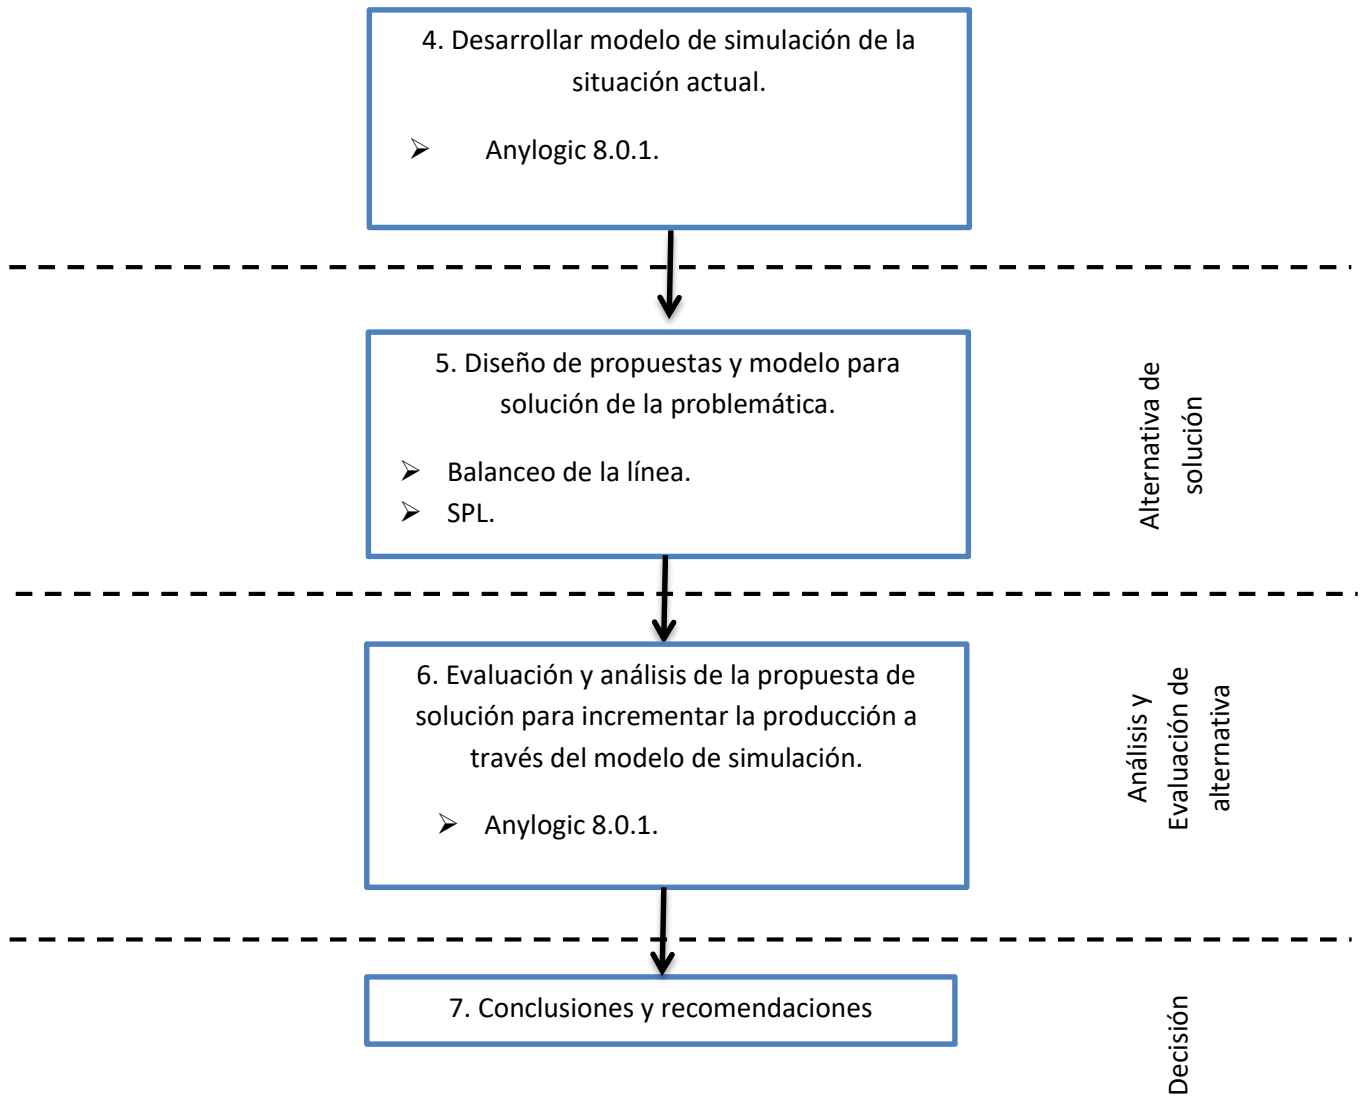 4. Desarrollar modelo de simulación de la
situación actual.
➢ Anylogic 8.0.1.
5. Diseño de propuestas y modelo para
solución de la problemática.
➢ Balanceo de la línea.
➢ SPL.
Alternativa de
solución
6. Evaluación y análisis de la propuesta de
solución para incrementar la producción a
través del modelo de simulación.
➢ Anylogic 8.0.1.
Análisis y
Evaluación de
alternativa
7. Conclusiones y recomendaciones
Decisión